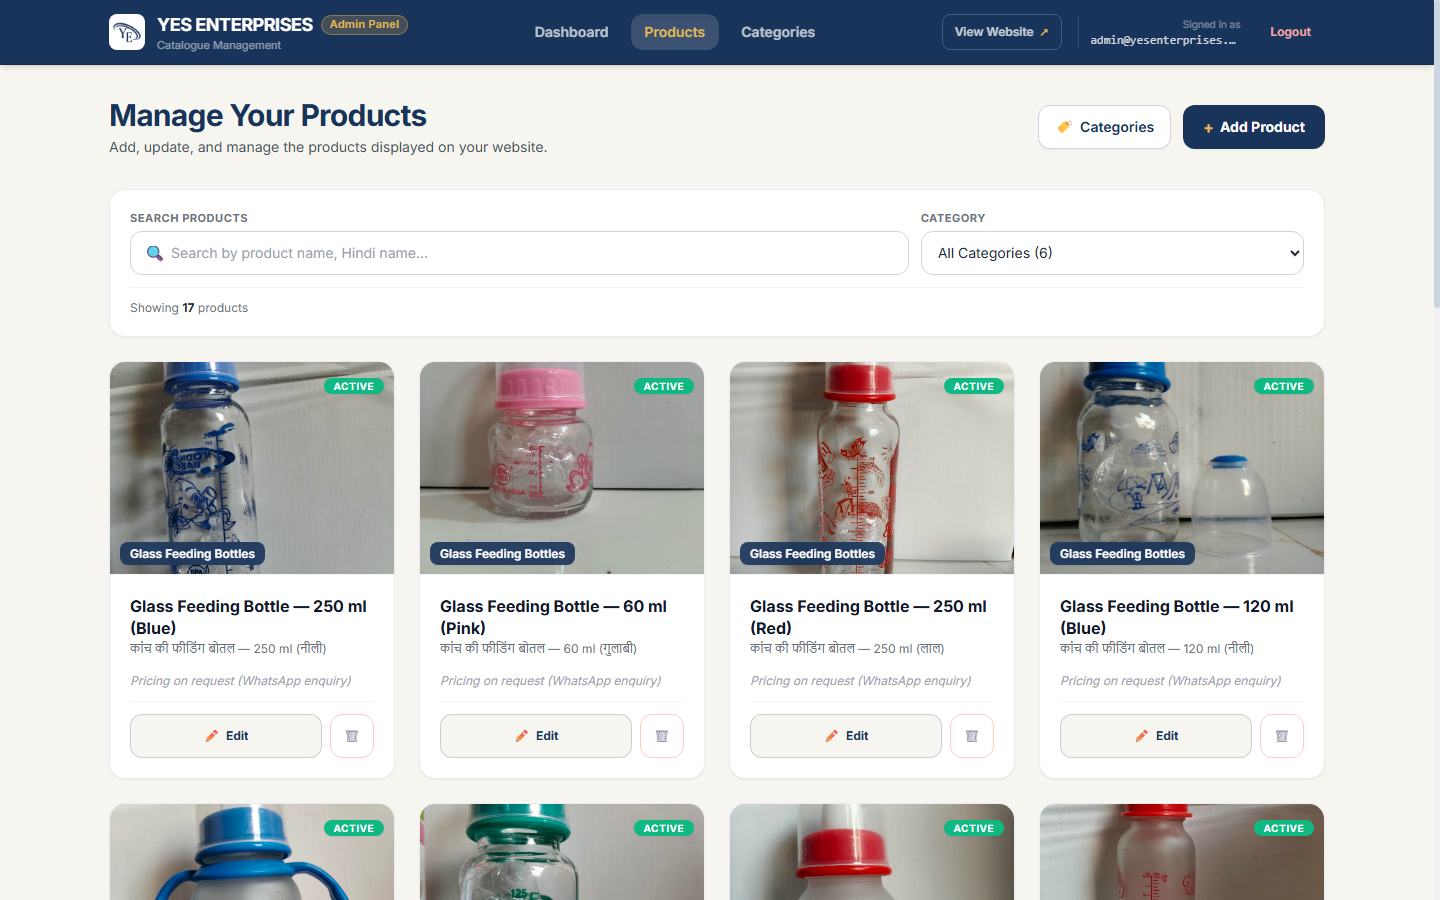 YES ENTERPRISES
Admin Panel
Catalogue Management
Dashboard
Products
Categories
View Website ↗
Signed in as
admin@yesenterprises.…
Logout
Manage Your Products
Add, update, and manage the products displayed on your website.
Categories
+ Add Product
SEARCH PRODUCTS
Search by product name, Hindi name...
CATEGORY
All Categories (6)
Showing 17 products
ACTIVE
ACTIVE
ACTIVE
ACTIVE
Glass Feeding Bottles
Glass Feeding Bottles
Glass Feeding Bottles
Glass Feeding Bottles
Glass Feeding Bottle — 250 ml (Blue)
कांच की फीडिंग बोतल — 250 ml (नीली)
Pricing on request (WhatsApp enquiry)
Edit
Glass Feeding Bottle — 60 ml (Pink)
कांच की फीडिंग बोतल — 60 ml (गुलाबी)
Pricing on request (WhatsApp enquiry)
Edit
Glass Feeding Bottle — 250 ml (Red)
कांच की फीडिंग बोतल — 250 ml (लाल)
Pricing on request (WhatsApp enquiry)
Edit
Glass Feeding Bottle — 120 ml (Blue)
कांच की फीडिंग बोतल — 120 ml (नीली)
Pricing on request (WhatsApp enquiry)
Edit
ACTIVE
ACTIVE
ACTIVE
ACTIVE
125